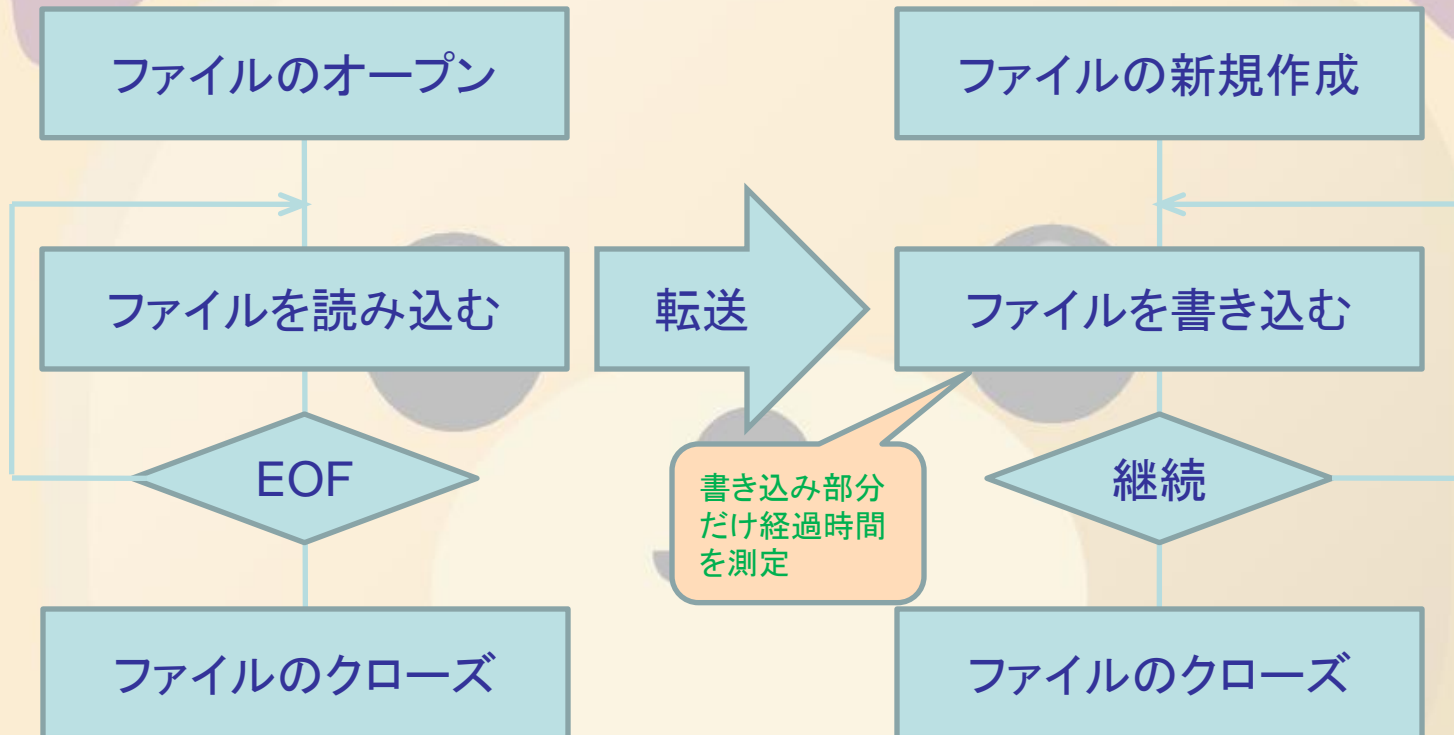 ファイルのオープン
ファイルの新規作成
ファイルを読み込む
転送
ファイルを書き込む
EOF
書き込み部分
だけ経過時間
を測定
継続
ファイルのクローズ
ファイルのクローズ